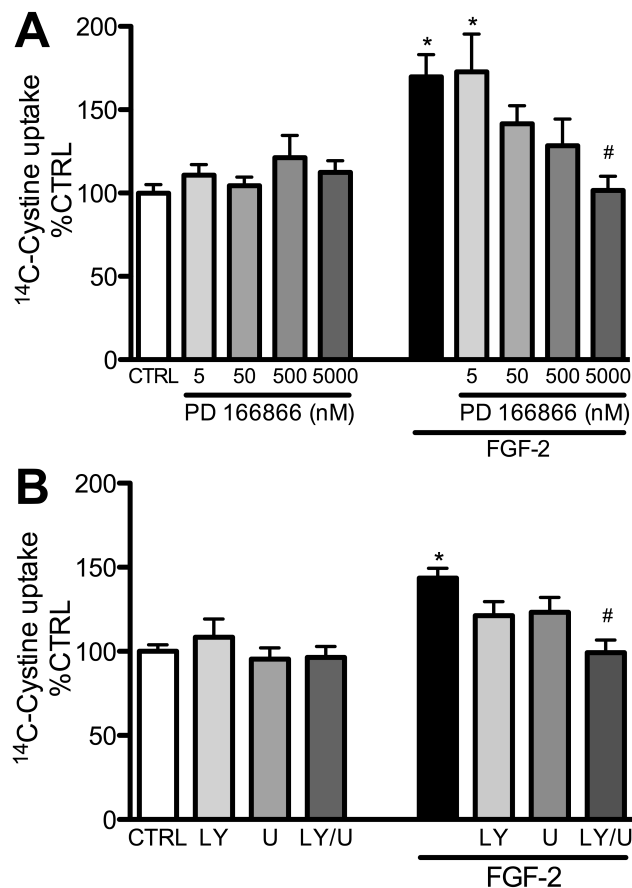 A
200
150
100
50
0
¹⁴C-Cystine uptake
%CTRL
* * #
CTRL 5 50 500 5000 5 50 500 5000
PD 166866 (nM) PD 166866 (nM)
FGF-2
B
200
150
100
50
0
¹⁴C-Cystine uptake
%CTRL
* #
CTRL LY U LY/U LY U LY/U
FGF-2